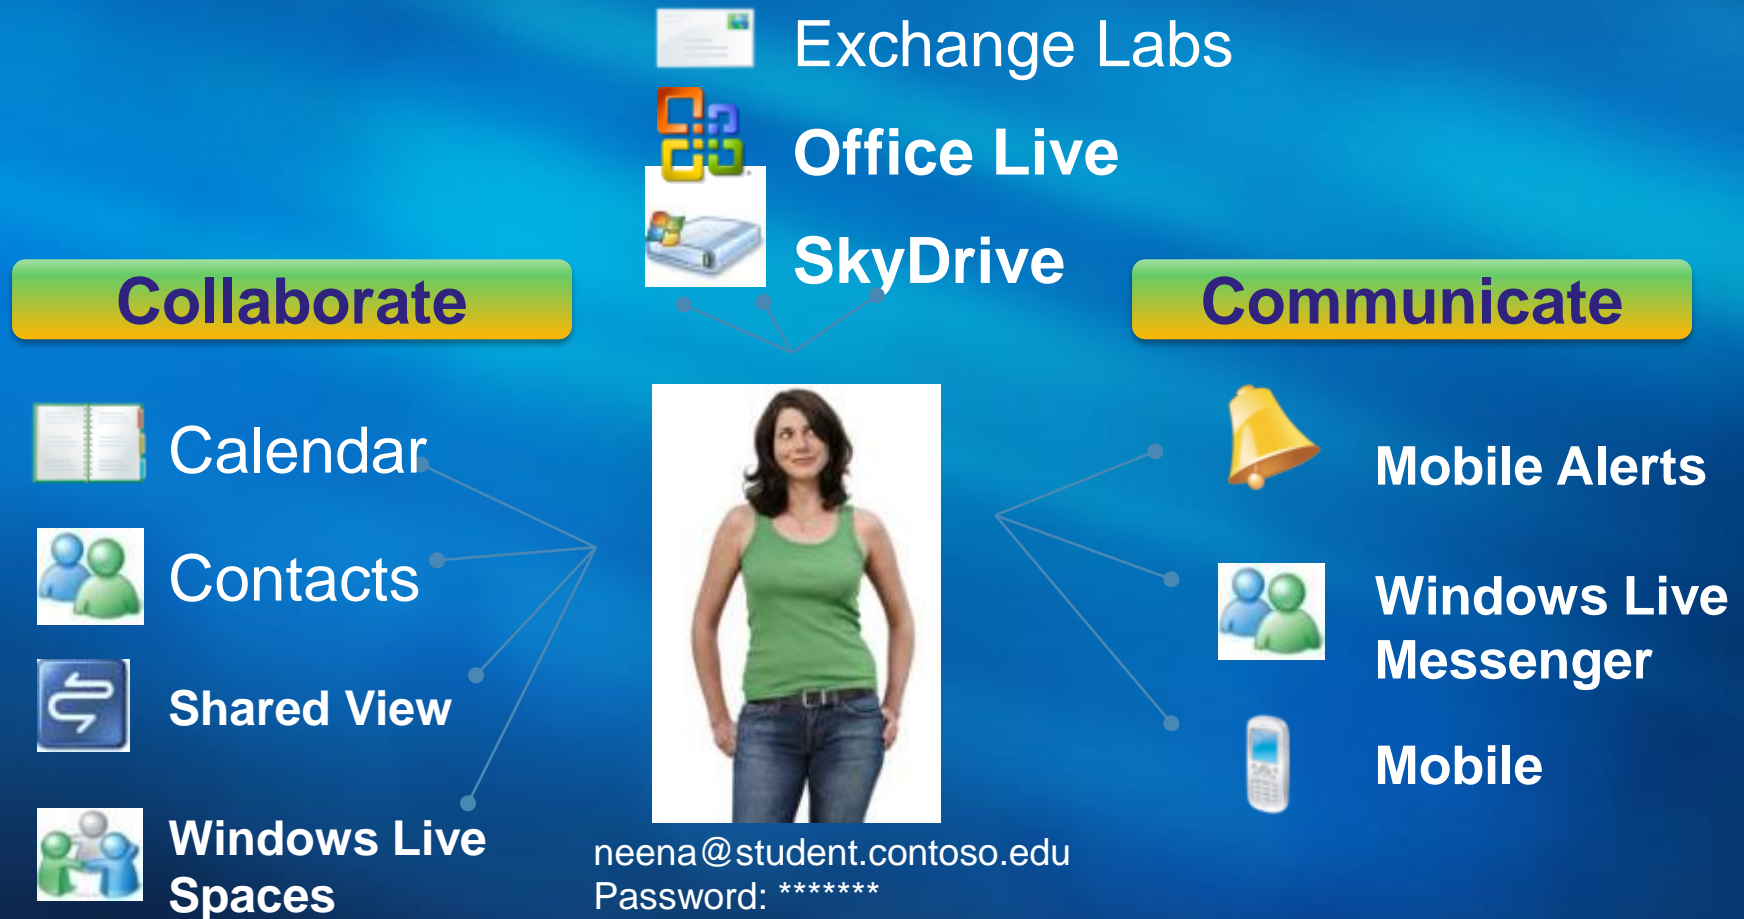 Exchange Labs
Office Live
SkyDrive
Collaborate
Calendar
Contacts
Shared View
Windows Live
Spaces
neena@student.contoso.edu
Password: *******
Communicate
Mobile Alerts
Windows Live
Messenger
Mobile